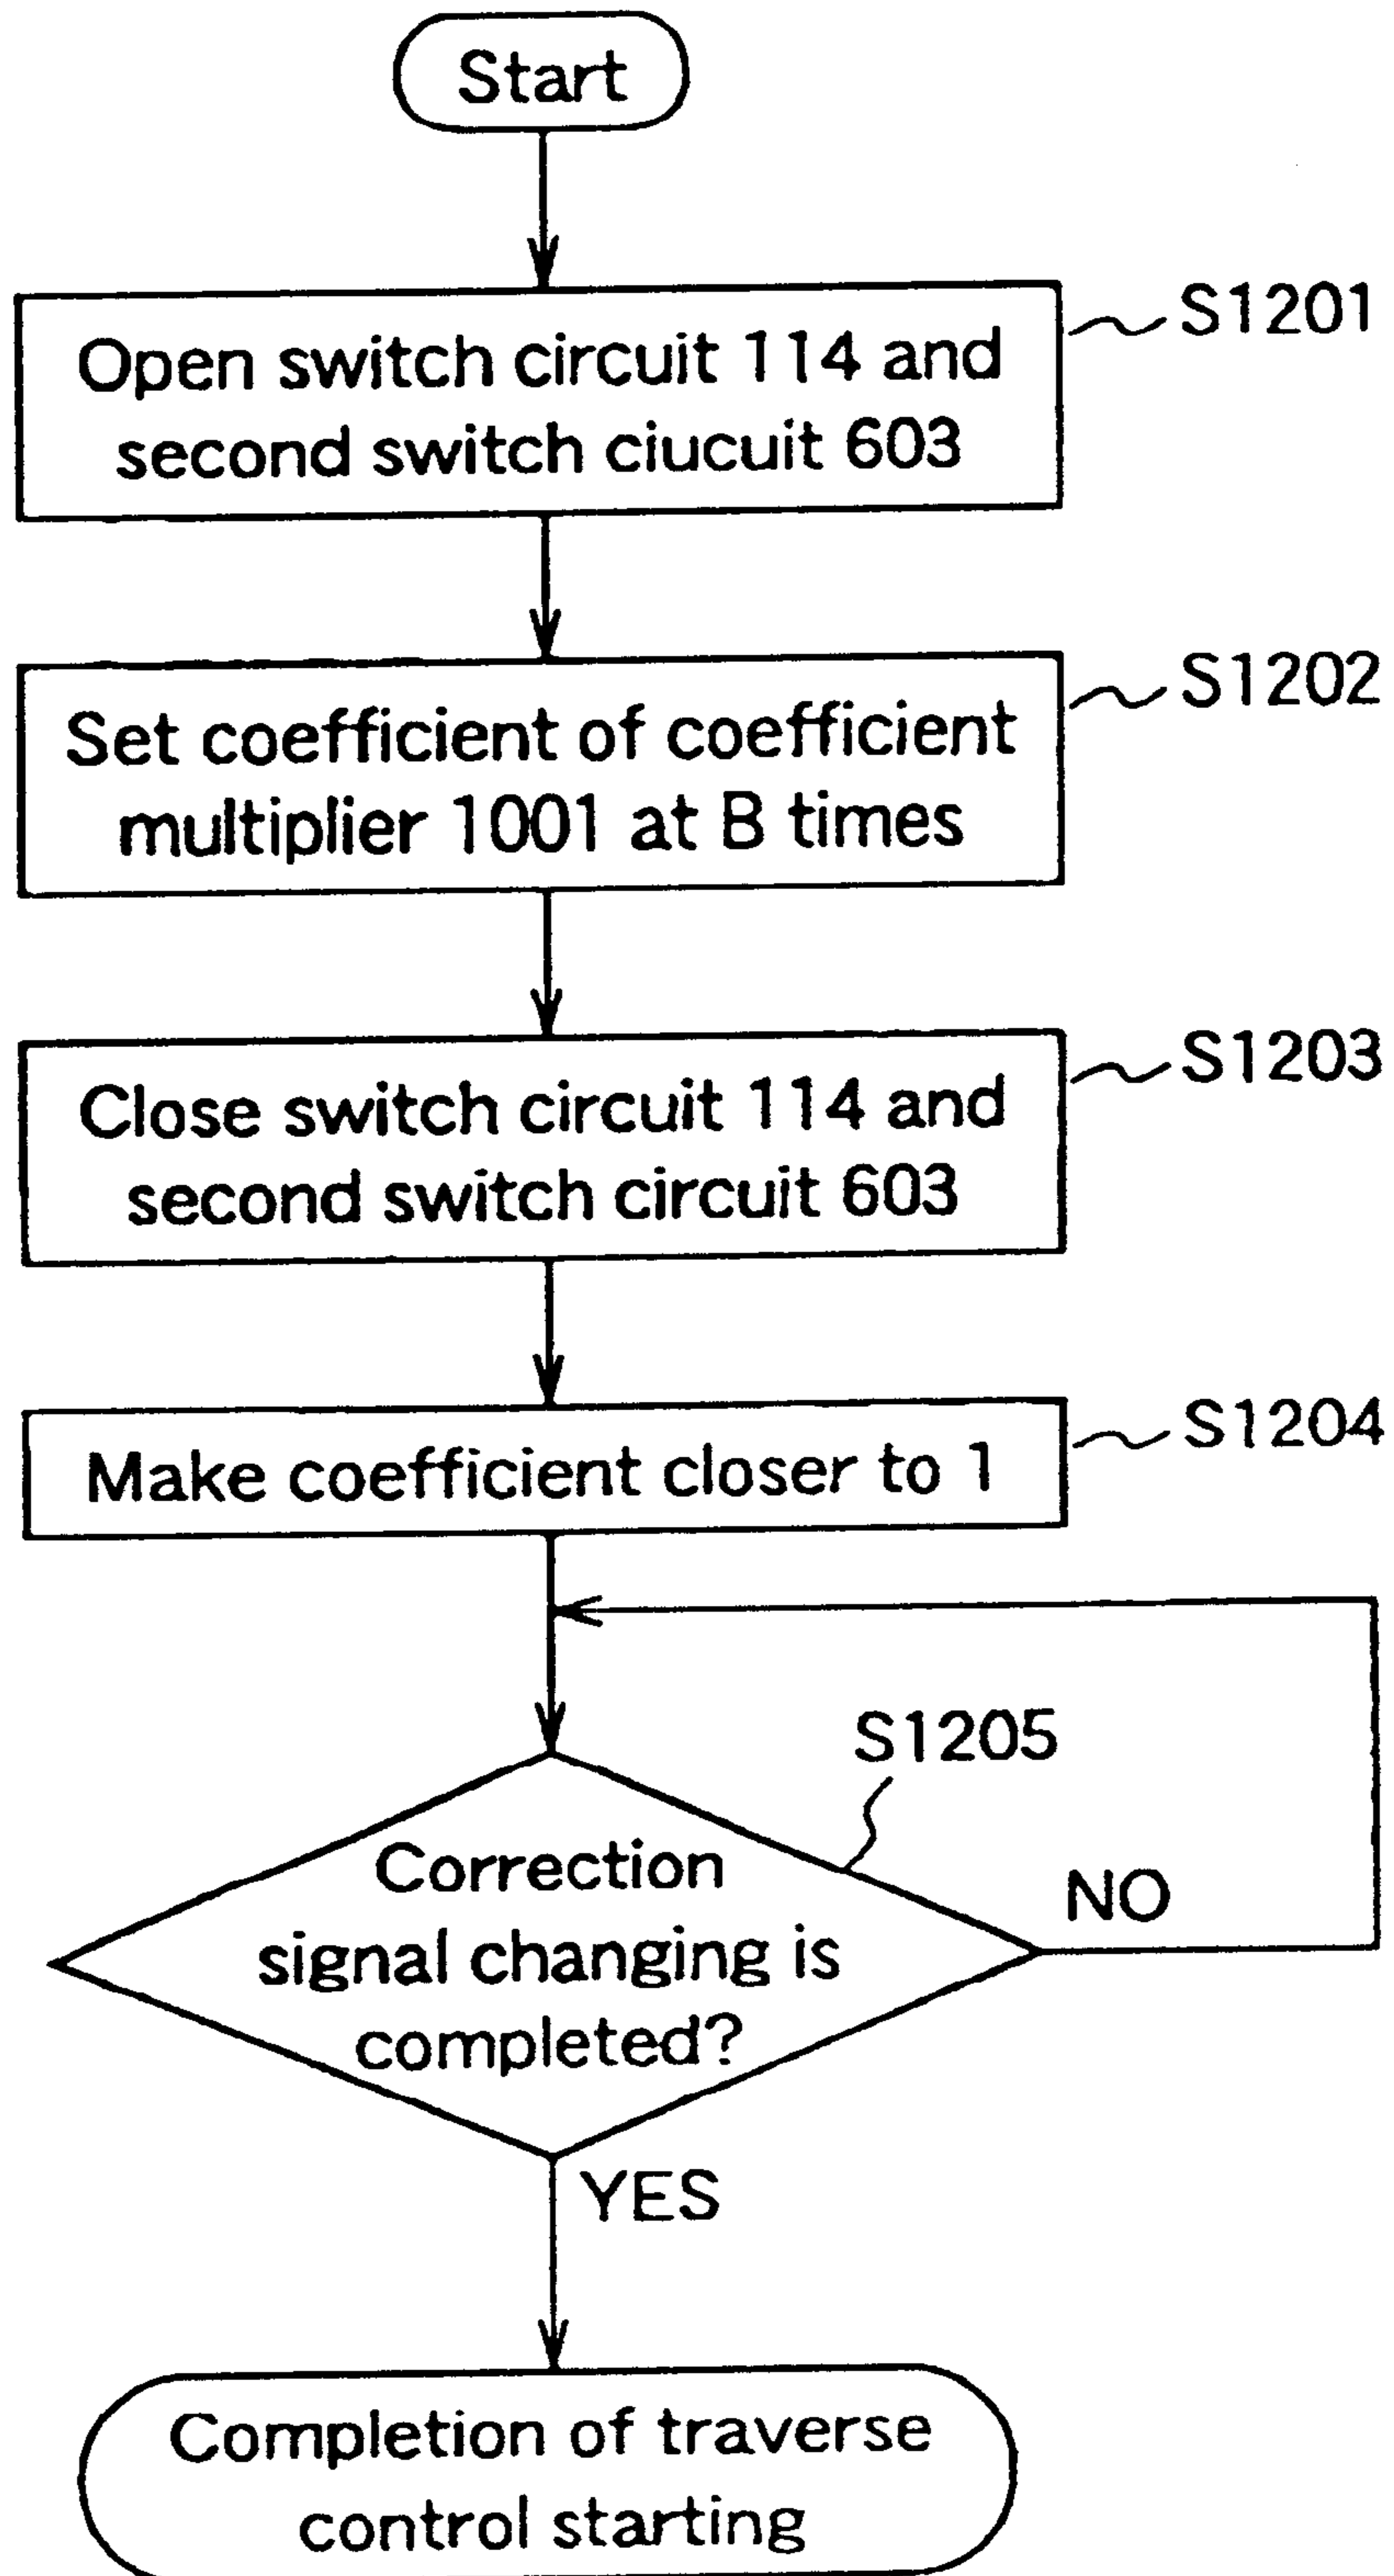 Start
S1201
Open switch circuit 114 and
second switch ciucuit 603
S1202
Set coefficient of coefficient
multiplier 1001 at B times
S1203
Close switch circuit 114 and
second switch circuit 603
S1204
Make coefficient closer to 1
S1205
Correction
signal changing is
completed?
NO
YES
Completion of traverse
control starting